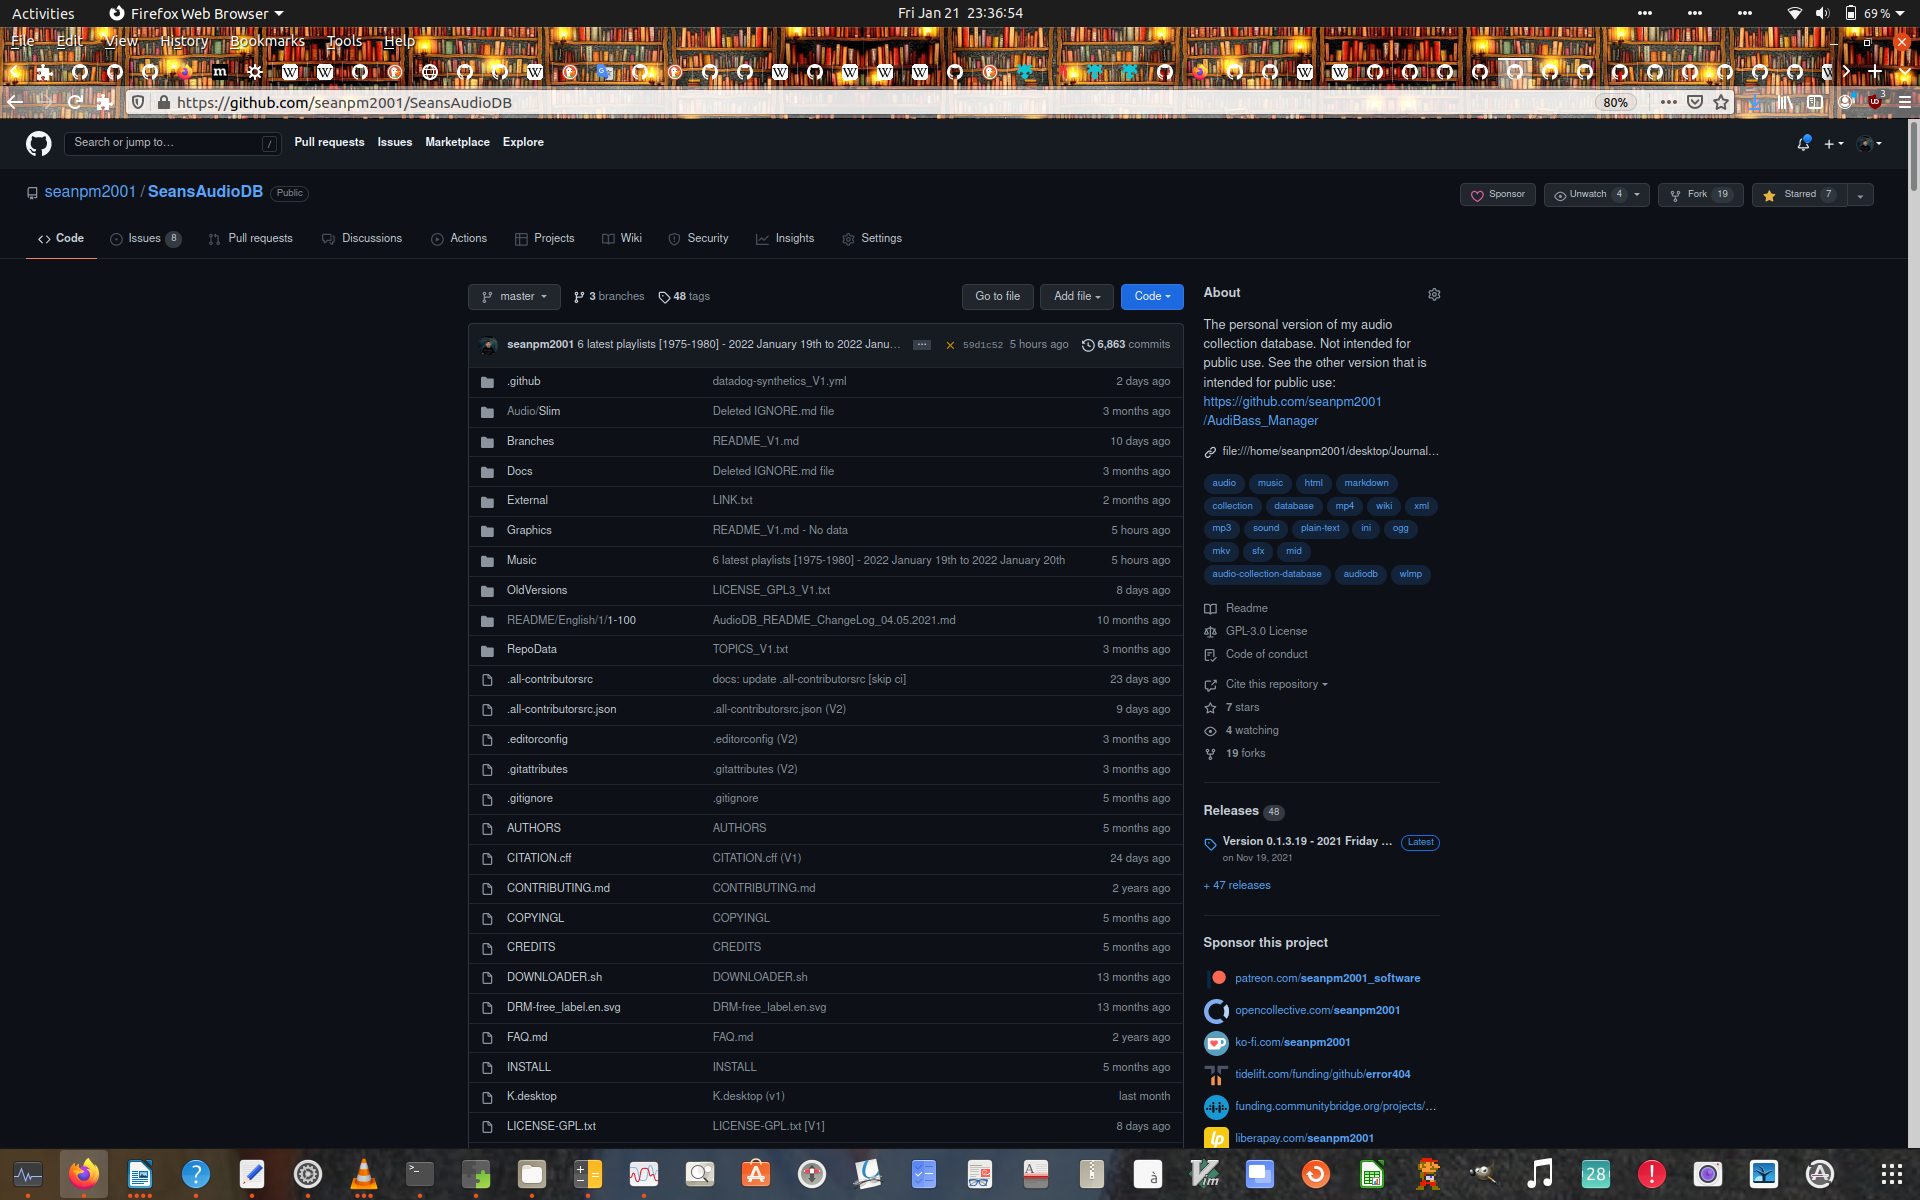 Activities
Firefox Web Browser
Fri Jan 21 23:36:54
69 %
File Edit View History Bookmarks Tools Help
https://github.com/seanpm2001/SeansAudioDB
80%
3
Search or jump to…
/
Pull requests Issues Marketplace Explore
seanpm2001 / SeansAudioDB Public
Sponsor
Unwatch 4
Fork 19
Starred 7
Code
Issues 8
Pull requests
Discussions
Actions
Projects
Wiki
Security
Insights
Settings
master
3 branches
48 tags
Go to file
Add file
Code
seanpm2001 6 latest playlists [1975-1980] - 2022 January 19th to 2022 Janu… 59d1c52 5 hours ago 6,863 commits
.github datadog-synthetics_V1.yml 2 days ago
Audio/Slim Deleted IGNORE.md file 3 months ago
Branches README_V1.md 10 days ago
Docs Deleted IGNORE.md file 3 months ago
External LINK.txt 2 months ago
Graphics README_V1.md - No data 5 hours ago
Music 6 latest playlists [1975-1980] - 2022 January 19th to 2022 January 20th 5 hours ago
OldVersions LICENSE_GPL3_V1.txt 8 days ago
README/English/1/1-100 AudioDB_README_ChangeLog_04.05.2021.md 10 months ago
RepoData TOPICS_V1.txt 3 months ago
.all-contributorsrc docs: update .all-contributorsrc [skip ci] 23 days ago
.all-contributorsrc.json .all-contributorsrc.json (V2) 9 days ago
.editorconfig .editorconfig (V2) 3 months ago
.gitattributes .gitattributes (V2) 3 months ago
.gitignore .gitignore 5 months ago
AUTHORS AUTHORS 5 months ago
CITATION.cff CITATION.cff (V1) 24 days ago
CONTRIBUTING.md CONTRIBUTING.md 2 years ago
COPYINGL COPYINGL 5 months ago
CREDITS CREDITS 5 months ago
DOWNLOADER.sh DOWNLOADER.sh 13 months ago
DRM-free_label.en.svg DRM-free_label.en.svg 13 months ago
FAQ.md FAQ.md 2 years ago
INSTALL INSTALL 5 months ago
K.desktop K.desktop (v1) last month
LICENSE-GPL.txt LICENSE-GPL.txt [V1] 8 days ago
About
The personal version of my audio
collection database. Not intended for
public use. See the other version that is
intended for public use:
https://github.com/seanpm2001
/AudiBass_Manager
file:///home/seanpm2001/desktop/Journal…
audio music html markdown
collection database mp4 wiki xml
mp3 sound plain-text ini ogg
mkv sfx mid
audio-collection-database audiodb wlmp
Readme
GPL-3.0 License
Code of conduct
Cite this repository
7 stars
4 watching
19 forks
Releases 48
Version 0.1.3.19 - 2021 Friday … Latest
on Nov 19, 2021
+ 47 releases
Sponsor this project
patreon.com/seanpm2001_software
opencollective.com/seanpm2001
ko-fi.com/seanpm2001
tidelift.com/funding/github/error404
funding.communitybridge.org/projects/…
liberapay.com/seanpm2001
28